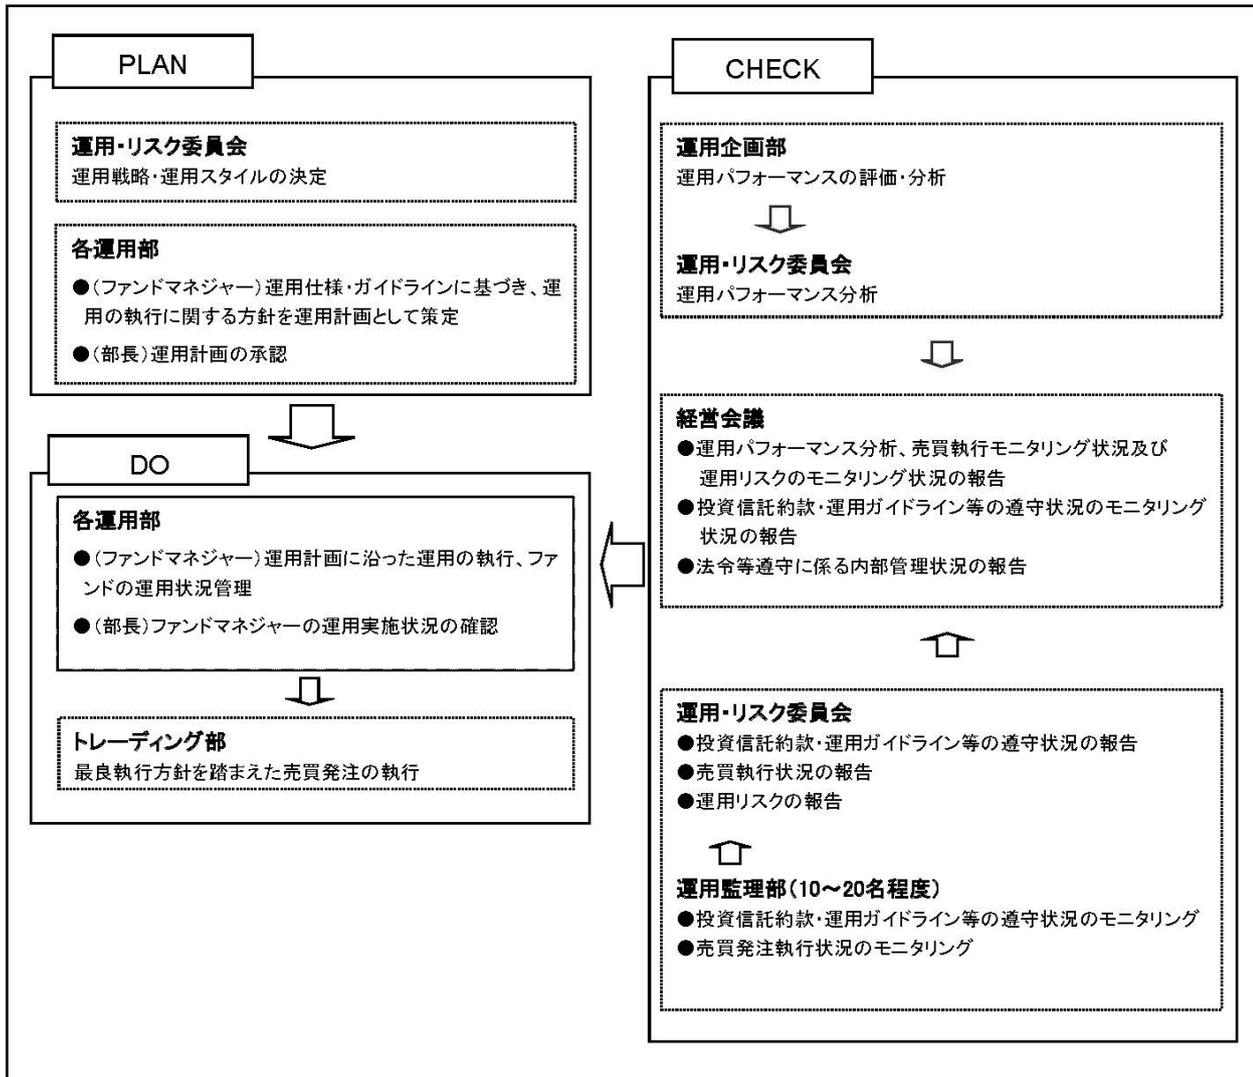 PLAN
運用・リスク委員会
運用戦略・運用スタイルの決定
各運用部
●(ファンドマネジャー)運用仕様・ガイドラインに基づき、運
用の執行に関する方針を運用計画として策定
●(部長)運用計画の承認
DO
各運用部
●(ファンドマネジャー)運用計画に沿った運用の執行、ファ
ンドの運用状況管理
●(部長)ファンドマネジャーの運用実施状況の確認
トレーディング部
最良執行方針を踏まえた売買発注の執行
CHECK
運用企画部
運用パフォーマンスの評価・分析
運用・リスク委員会
運用パフォーマンス分析
経営会議
●運用パフォーマンス分析、売買執行モニタリング状況及び
運用リスクのモニタリング状況の報告
●投資信託約款・運用ガイドライン等の遵守状況のモニタリング
状況の報告
●法令等遵守に係る内部管理状況の報告
運用・リスク委員会
●投資信託約款・運用ガイドライン等の遵守状況の報告
●売買執行状況の報告
●運用リスクの報告
運用監理部(10～20名程度)
●投資信託約款・運用ガイドライン等の遵守状況のモニタリング
●売買発注執行状況のモニタリング